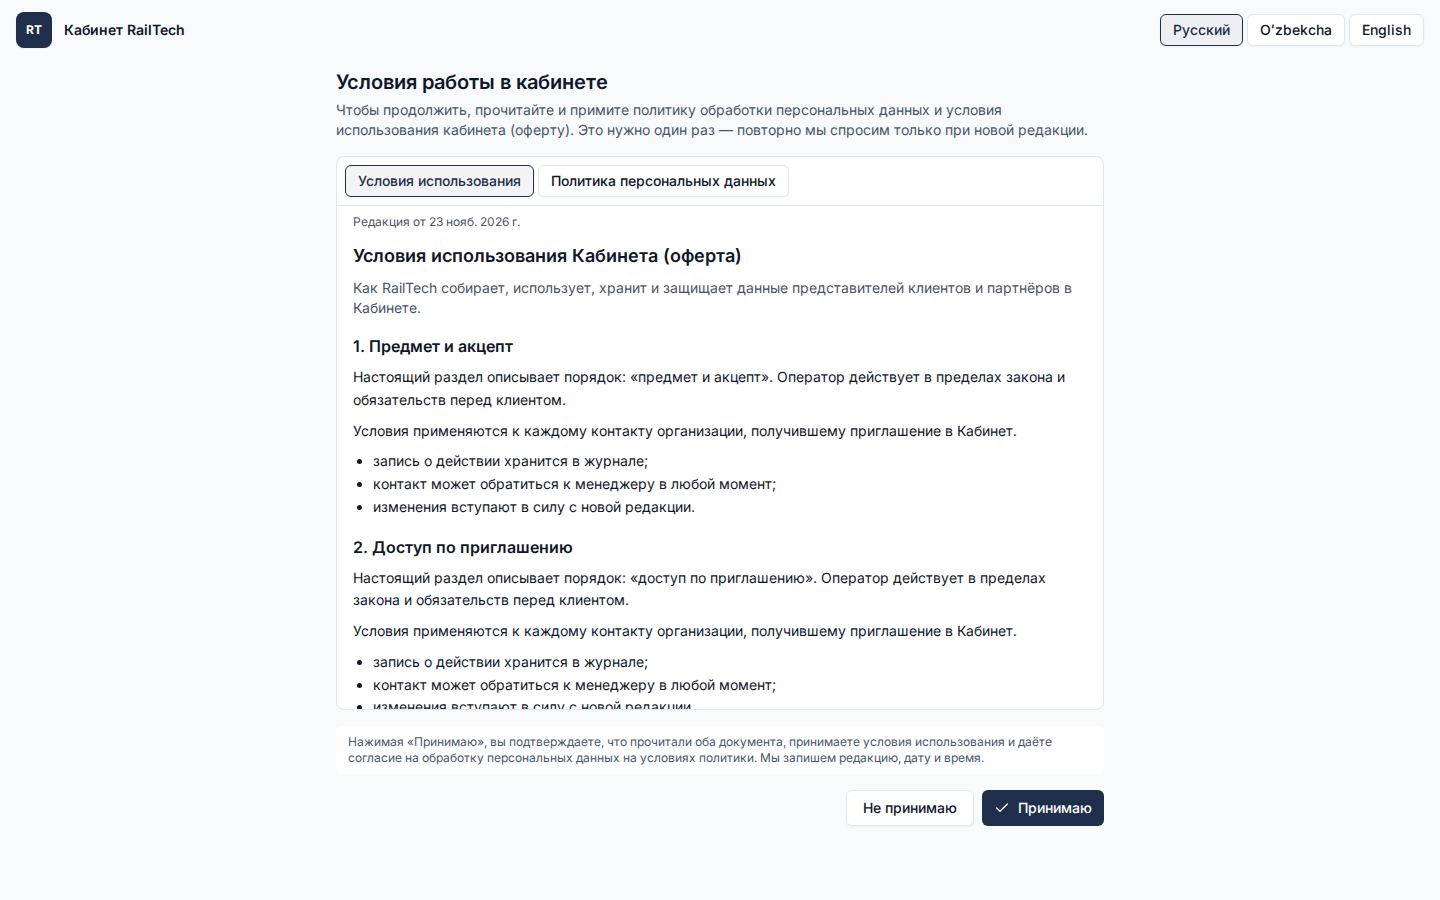 RT
Кабинет RailTech
Русский
Oʻzbekcha
English
Условия работы в кабинете
Чтобы продолжить, прочитайте и примите политику обработки персональных данных и условия
использования кабинета (оферту). Это нужно один раз — повторно мы спросим только при новой редакции.
Условия использования
Политика персональных данных
Редакция от 23 нояб. 2026 г.
Условия использования Кабинета (оферта)
Как RailTech собирает, использует, хранит и защищает данные представителей клиентов и партнёров в
Кабинете.
1. Предмет и акцепт
Настоящий раздел описывает порядок: «предмет и акцепт». Оператор действует в пределах закона и
обязательств перед клиентом.
Условия применяются к каждому контакту организации, получившему приглашение в Кабинет.
• запись о действии хранится в журнале;
• контакт может обратиться к менеджеру в любой момент;
• изменения вступают в силу с новой редакции.
2. Доступ по приглашению
Настоящий раздел описывает порядок: «доступ по приглашению». Оператор действует в пределах
закона и обязательств перед клиентом.
Условия применяются к каждому контакту организации, получившему приглашение в Кабинет.
• запись о действии хранится в журнале;
• контакт может обратиться к менеджеру в любой момент;
• изменения вступают в силу с новой редакции.
Нажимая «Принимаю», вы подтверждаете, что прочитали оба документа, принимаете условия использования и даёте
согласие на обработку персональных данных на условиях политики. Мы запишем редакцию, дату и время.
Не принимаю
Принимаю